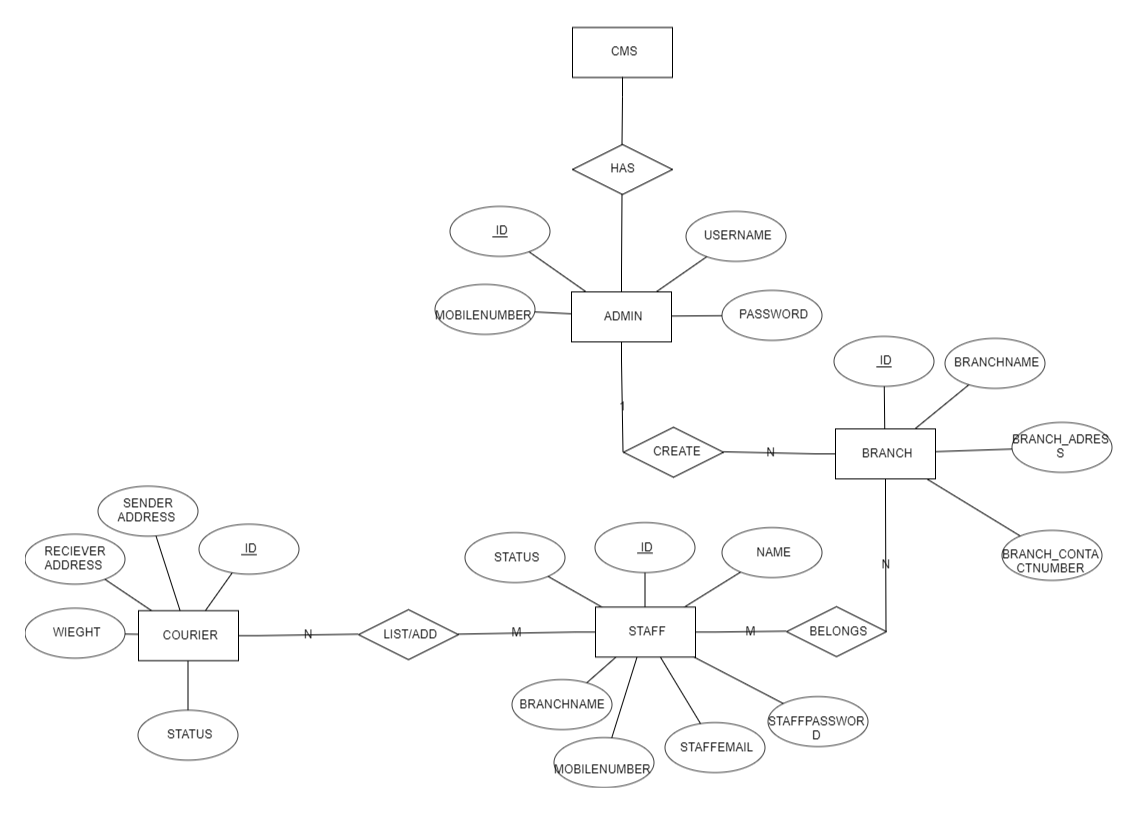 CMS
HAS
ID
USERNAME
MOBILENUMBER
ADMIN
PASSWORD
ID
BRANCHNAME
1
CREATE
N
BRANCH
BRANCH_ADRES
S
SENDER
ADDRESS
RECIEVER
ADDRESS
ID
STATUS
ID
NAME
BRANCH_CONTA
CTNUMBER
N
WIEGHT
COURIER
N
LIST/ADD
M
STAFF
M
BELONGS
BRANCHNAME
STAFFPASSWOR
D
STATUS
STAFFEMAIL
MOBILENUMBER